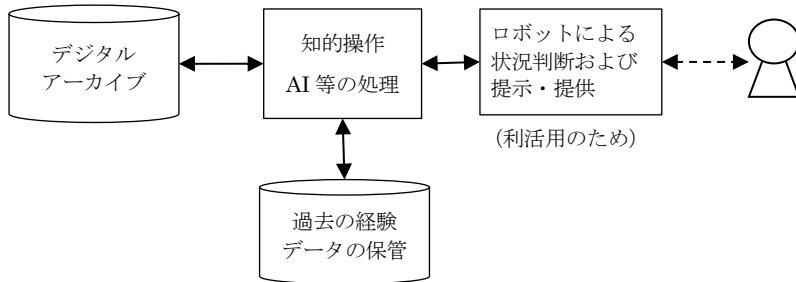 デジタル
アーカイブ
知的操作
AI 等の処理
ロボットによる
状況判断および
提示・提供
(利活用のため)
過去の経験
データの保管